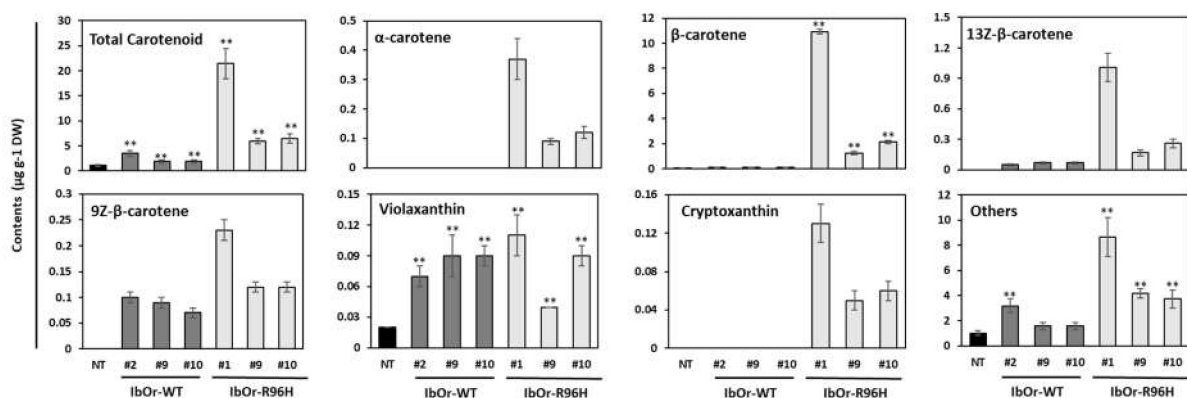 Contents (µg g-1 DW)
Total Carotenoid
30
25
20
15
10
5
0
** ** ** ** ** **
α-carotene
0.5
0.4
0.3
0.2
0.1
0
β-carotene
12
10
8
6
4
2
0
** ** **
13Z-β-carotene
1.5
1.2
0.9
0.6
0.3
0
9Z-β-carotene
0.3
0.25
0.2
0.15
0.1
0.05
0
Violaxanthin
0.15
0.12
0.09
0.06
0.03
0
** ** ** ** ** **
Cryptoxanthin
0.16
0.12
0.08
0.04
0
Others
12
10
8
6
4
2
0
** ** ** **
NT #2 #9 #10 #1 #9 #10
IbOr-WT IbOr-R96H
NT #2 #9 #10 #1 #9 #10
IbOr-WT IbOr-R96H
NT #2 #9 #10 #1 #9 #10
IbOr-WT IbOr-R96H
NT #2 #9 #10 #1 #9 #10
IbOr-WT IbOr-R96H